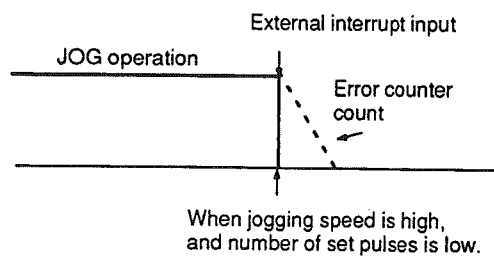 External interrupt input
JOG operation
Error counter
count
When jogging speed is high,
and number of set pulses is low.